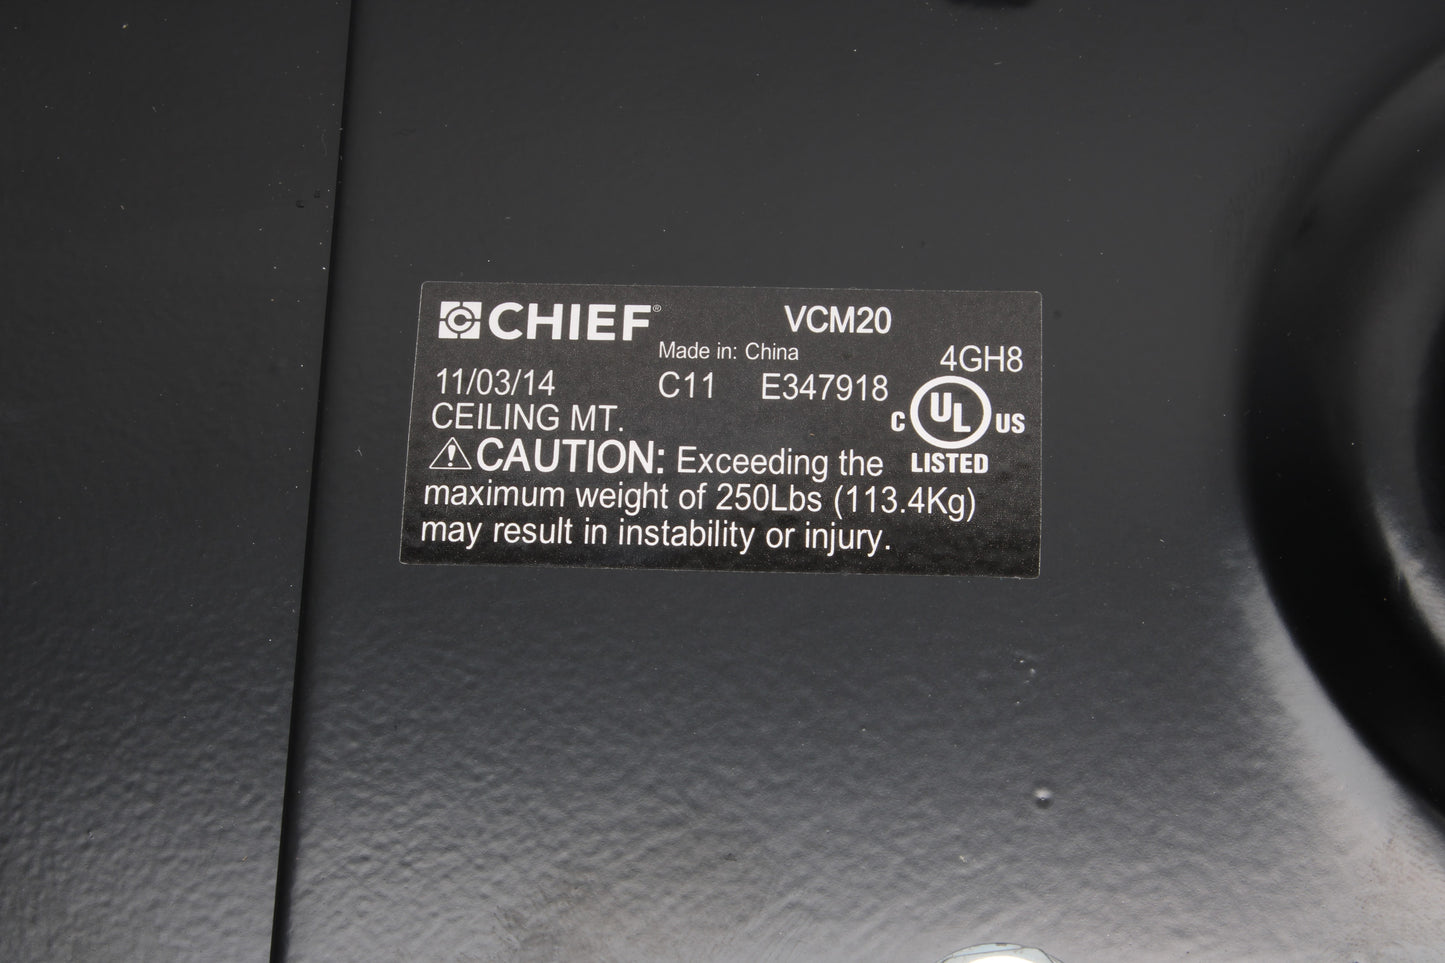 CHIEF® VCM20
Made in: China 4GH8
11/03/14 C11 E347918
CEILING MT. C UL US
CAUTION: Exceeding the LISTED
maximum weight of 250Lbs (113.4Kg)
may result in instability or injury.